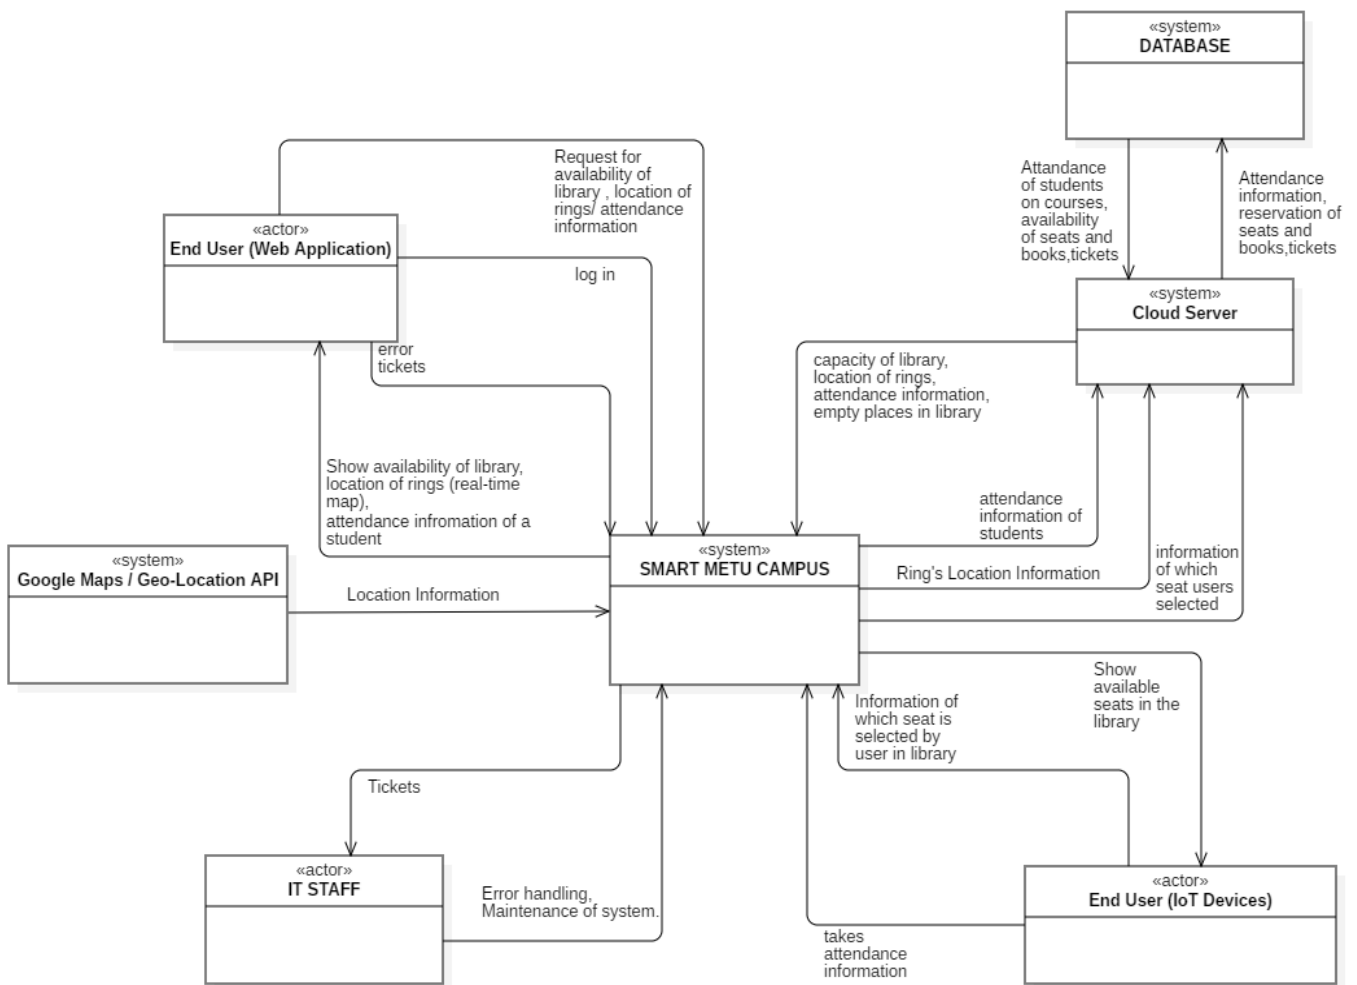 «system»
DATABASE
Attandance
of students
on courses,
availability
of seats and
books,tickets
Attendance
information,
reservation of
seats and
books,tickets
Request for
availability of
library , location of
rings/ attendance
information
«actor»
End User (Web Application)
log in
«system»
Cloud Server
error
tickets
capacity of library,
location of rings,
attendance information,
empty places in library
Show availability of library,
location of rings (real-time
map),
attendance infromation of a
student
attendance
information of
students
«system»
SMART METU CAMPUS
«system»
Google Maps / Geo-Location API
Location Information
Ring's Location Information
information
of which
seat users
selected
Show
available
seats in the
library
Information of
which seat is
selected by
user in library
Tickets
«actor»
IT STAFF
Error handling,
Maintenance of system.
«actor»
End User (IoT Devices)
takes
attendance
information